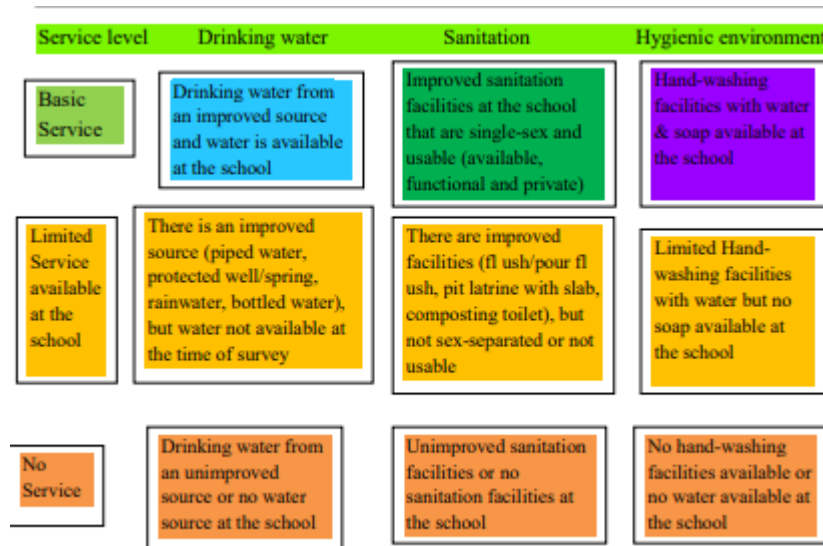 Service level Drinking water Sanitation Hygienic environment
Basic
Service
Drinking water from
an improved source
and water is available
at the school
Improved sanitation
facilities at the school
that are single-sex and
usable (available,
functional and private)
Hand-washing
facilities with water
& soap available at
the school
Limited
Service
available
at the
school
There is an improved
source (piped water,
protected well/spring,
rainwater, bottled water),
but water not available at
the time of survey
There are improved
facilities (fl ush/pour fl
ush, pit latrine with slab,
composting toilet), but
not sex-separated or not
usable
Limited Hand-
washing facilities
with water but no
soap available at
the school
No
Service
Drinking water from
an unimproved
source or no water
source at the school
Unimproved sanitation
facilities or no
sanitation facilities at
the school
No hand-washing
facilities available or
no water available at
the school